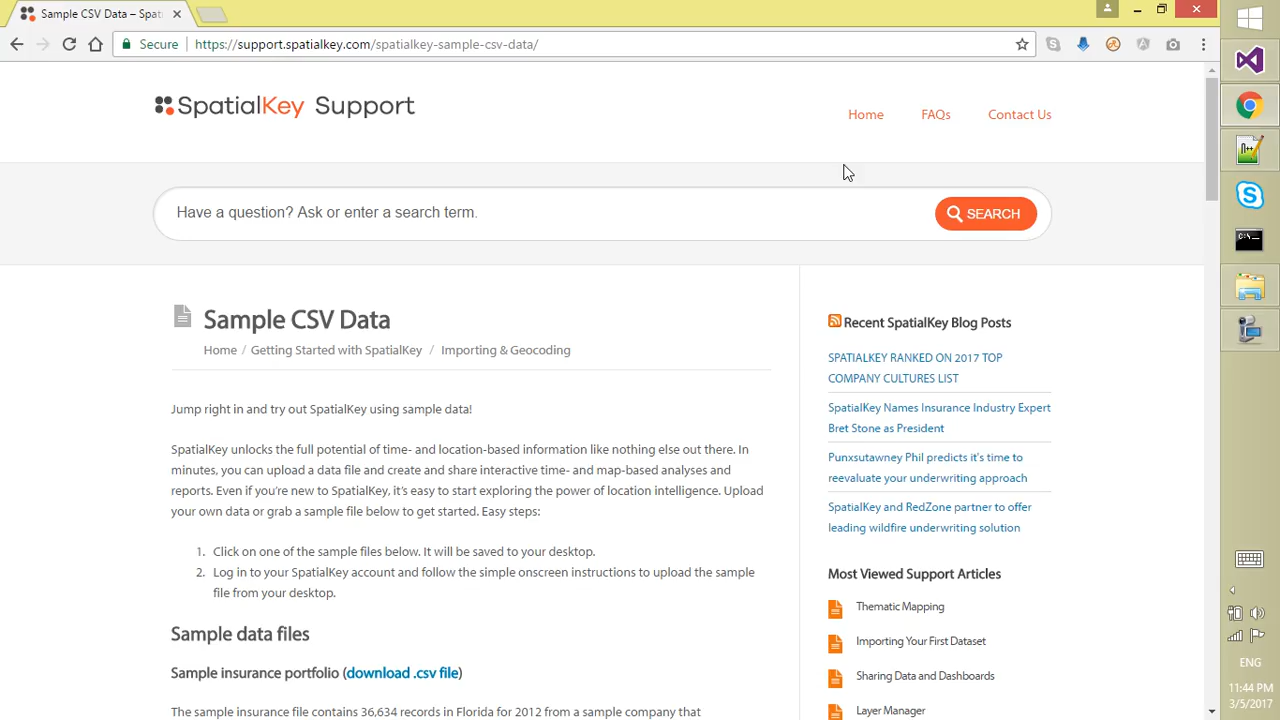 Sample CSV Data – Spat
Secure
https://support.spatialkey.com/spatialkey-sample-csv-data/
SpatialKey Support
Home
FAQs
Contact Us
Have a question? Ask or enter a search term.
SEARCH
Sample CSV Data
Home / Getting Started with SpatialKey / Importing & Geocoding
Jump right in and try out SpatialKey using sample data!
SpatialKey unlocks the full potential of time- and location-based information like nothing else out there. In
minutes, you can upload a data file and create and share interactive time- and map-based analyses and
reports. Even if you're new to SpatialKey, it's easy to start exploring the power of location intelligence. Upload
your own data or grab a sample file below to get started. Easy steps:
1. Click on one of the sample files below. It will be saved to your desktop.
2. Log in to your SpatialKey account and follow the simple onscreen instructions to upload the sample
file from your desktop.
Sample data files
Sample insurance portfolio (download .csv file)
The sample insurance file contains 36,634 records in Florida for 2012 from a sample company that
Recent SpatialKey Blog Posts
SPATIALKEY RANKED ON 2017 TOP
COMPANY CULTURES LIST
SpatialKey Names Insurance Industry Expert
Bret Stone as President
Punxsutawney Phil predicts it's time to
reevaluate your underwriting approach
SpatialKey and RedZone partner to offer
leading wildfire underwriting solution
Most Viewed Support Articles
Thematic Mapping
Importing Your First Dataset
Sharing Data and Dashboards
Layer Manager
ENG
11:44 PM
3/5/2017